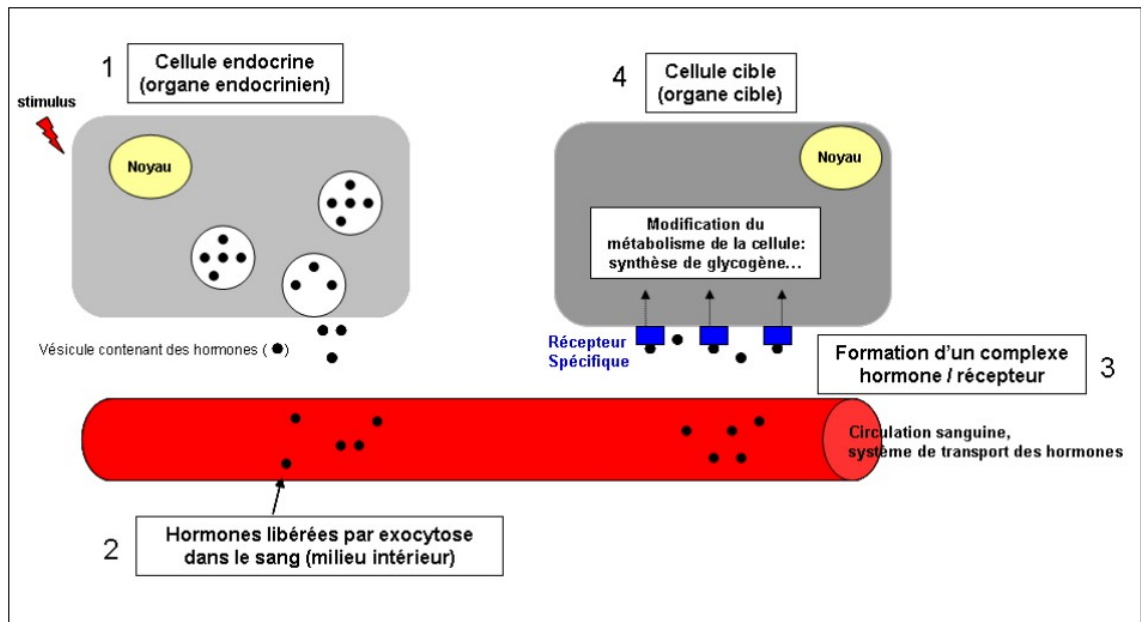 1
Cellule endocrine
(organe endocrinien)
stimulus
Noyau
Vésicule contenant des hormones ( ● )
4
Cellule cible
(organe cible)
Noyau
Modification du
métabolisme de la cellule:
synthèse de glycogène...
Récepteur
Spécifique
Formation d'un complexe
hormone / récepteur
3
Circulation sanguine,
système de transport des hormones
2
Hormones libérées par exocytose
dans le sang (milieu intérieur)